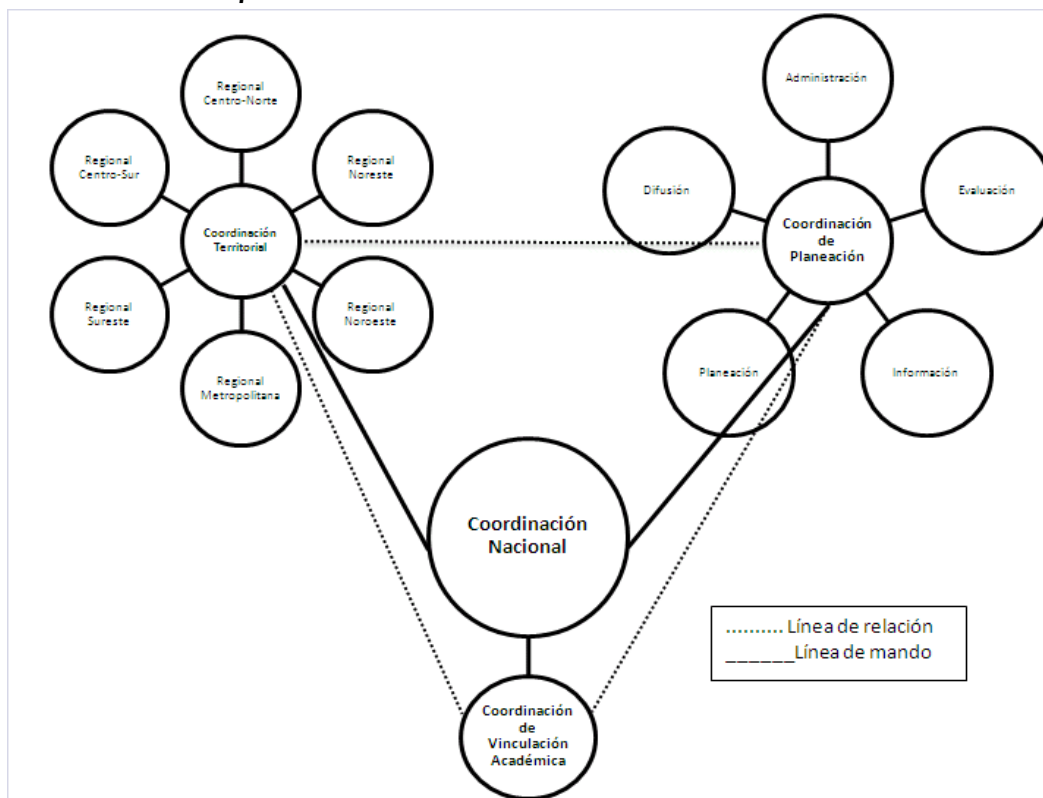 Regional
Centro-Norte
Administración
Regional
Centro-Sur
Regional
Noreste
Difusión
Evaluación
Coordinación
Territorial
Coordinación
de
Planeación
Regional
Sureste
Regional
Noroeste
Planeación
Información
Regional
Metropolitana
Coordinación
Nacional
.......... Línea de relación
______Línea de mando
Coordinación
de
Vinculación
Académica